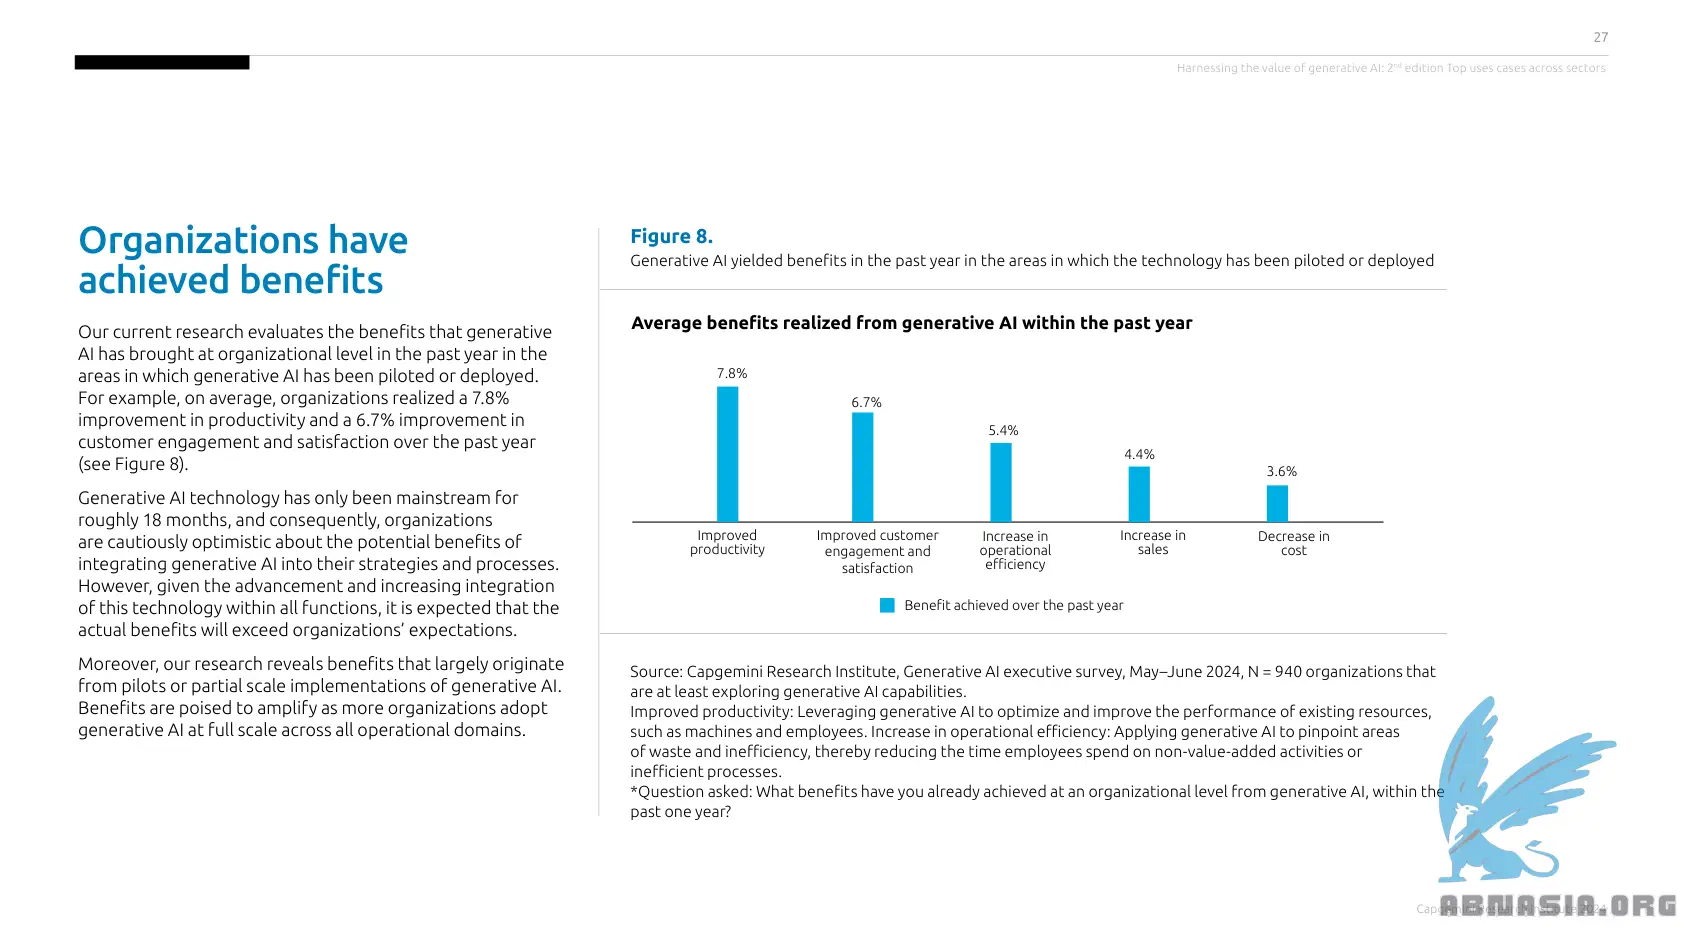 27
Harnessing the value of generative AI: 2nd edition Top uses cases across sectors
Organizations have
achieved benefits
Our current research evaluates the benefits that generative
AI has brought at organizational level in the past year in the
areas in which generative AI has been piloted or deployed.
For example, on average, organizations realized a 7.8%
improvement in productivity and a 6.7% improvement in
customer engagement and satisfaction over the past year
(see Figure 8).
Generative AI technology has only been mainstream for
roughly 18 months, and consequently, organizations
are cautiously optimistic about the potential benefits of
integrating generative AI into their strategies and processes.
However, given the advancement and increasing integration
of this technology within all functions, it is expected that the
actual benefits will exceed organizations’ expectations.
Moreover, our research reveals benefits that largely originate
from pilots or partial scale implementations of generative AI.
Benefits are poised to amplify as more organizations adopt
generative AI at full scale across all operational domains.
Figure 8.
Generative AI yielded benefits in the past year in the areas in which the technology has been piloted or deployed
Average benefits realized from generative AI within the past year
7.8%
6.7%
5.4%
4.4%
3.6%
Improved
productivity
Improved customer
engagement and
satisfaction
Increase in
operational
efficiency
Increase in
sales
Decrease in
cost
Benefit achieved over the past year
Source: Capgemini Research Institute, Generative AI executive survey, May–June 2024, N = 940 organizations that
are at least exploring generative AI capabilities.
Improved productivity: Leveraging generative AI to optimize and improve the performance of existing resources,
such as machines and employees. Increase in operational efficiency: Applying generative AI to pinpoint areas
of waste and inefficiency, thereby reducing the time employees spend on non-value-added activities or
inefficient processes.
*Question asked: What benefits have you already achieved at an organizational level from generative AI, within the
past one year?
Capgemini Research Institute 2024
ABMASIA.ORG